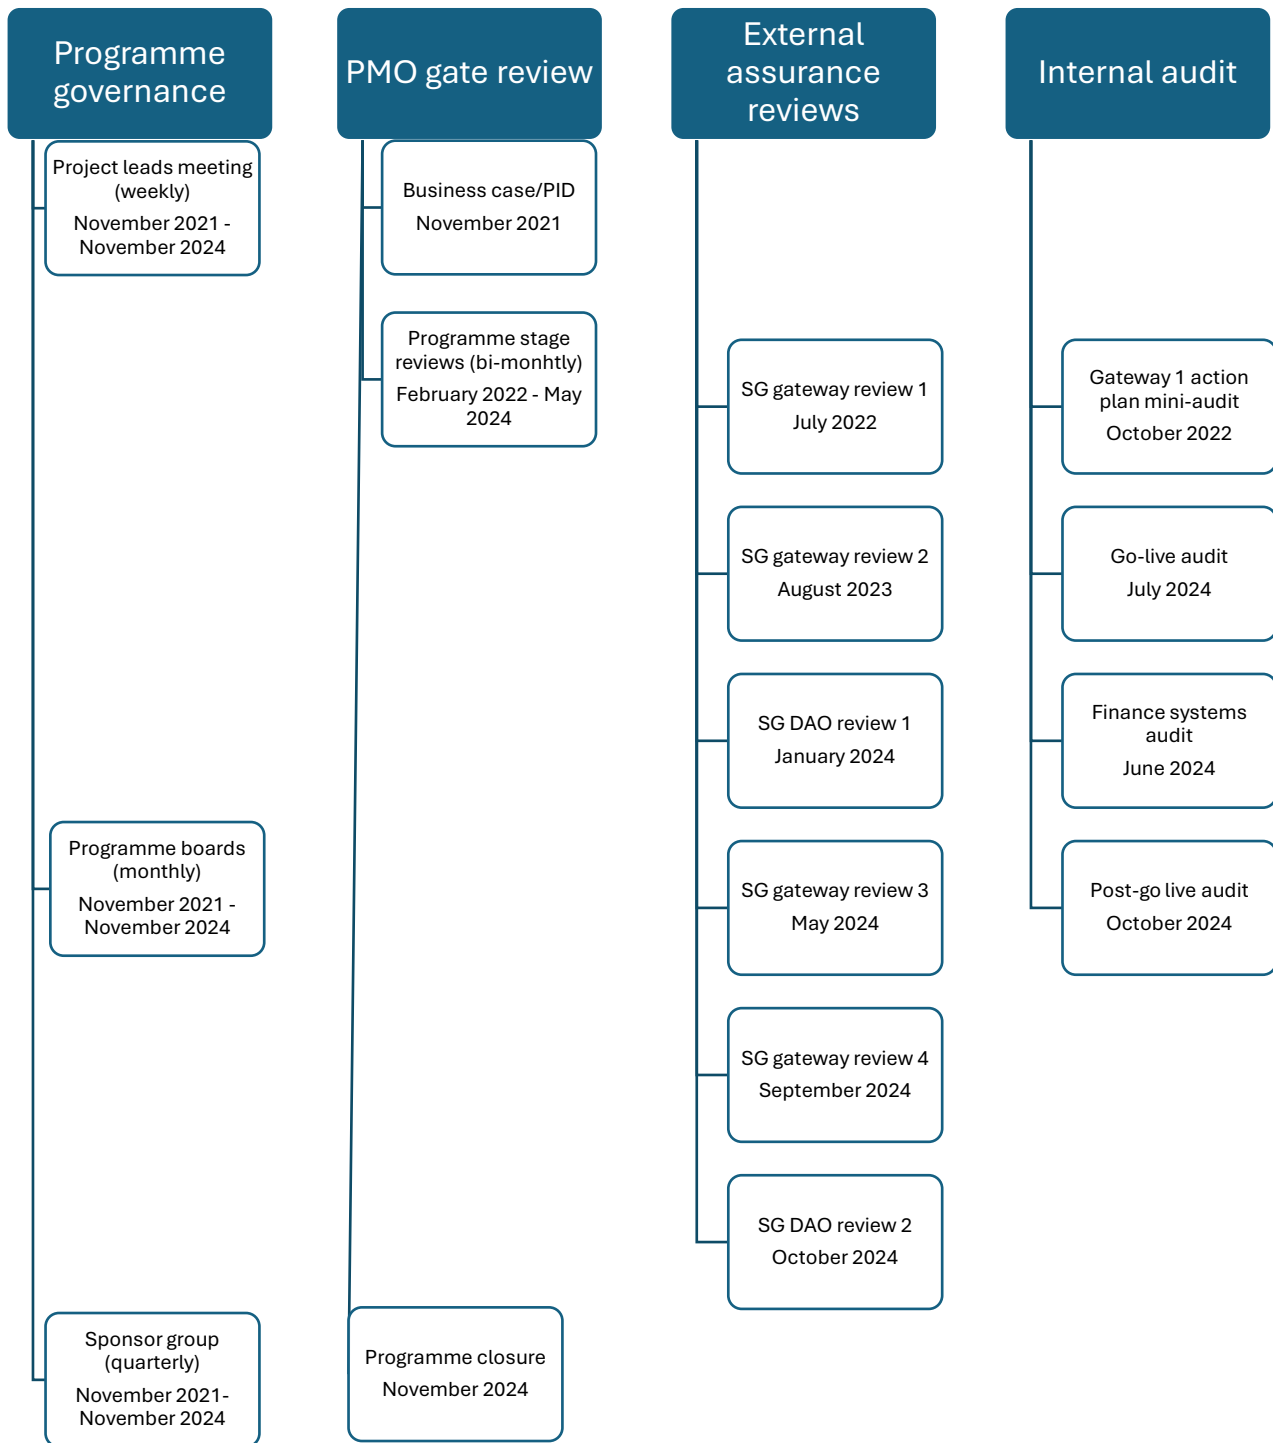 Programme
governance
Project leads meeting
(weekly)
November 2021 -
November 2024
Programme boards
(monthly)
November 2021 -
November 2024
Sponsor group
(quarterly)
November 2021-
November 2024
PMO gate review
Business case/PID
November 2021
Programme stage
reviews (bi-monhtly)
February 2022 - May
2024
Programme closure
November 2024
External
assurance
reviews
SG gateway review 1
July 2022
SG gateway review 2
August 2023
SG DAO review 1
January 2024
SG gateway review 3
May 2024
SG gateway review 4
September 2024
SG DAO review 2
October 2024
Internal audit
Gateway 1 action
plan mini-audit
October 2022
Go-live audit
July 2024
Finance systems
audit
June 2024
Post-go live audit
October 2024